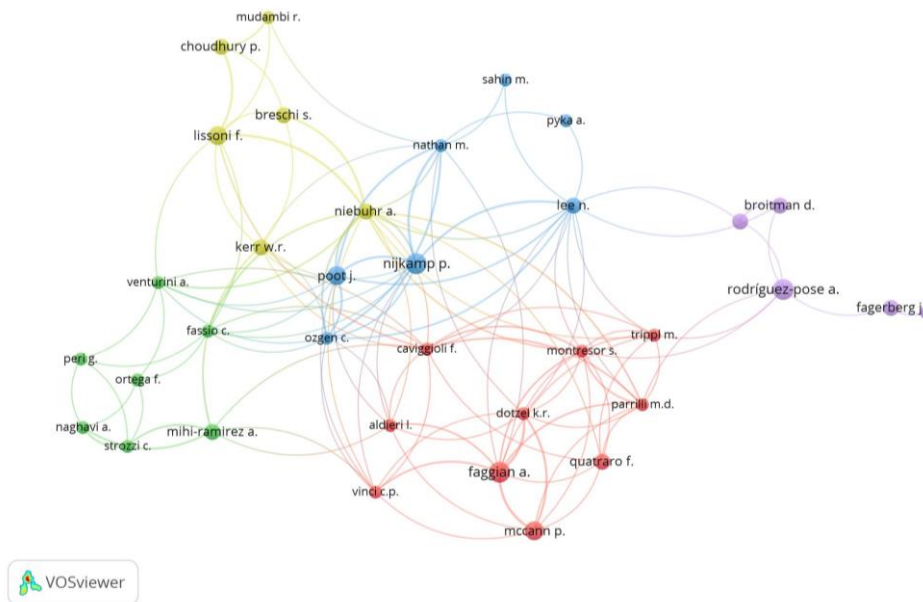 mudambi r.
choudhury p.
sahin m.
breschi s.
pyka a.
lissoni f.
nathan m.
lee n.
broitman d.
niebuhr a.
kerr w.r.
nijkamp p.
poot j.
venturini a.
rodríguez-pose a.
fagerberg j.
fassio c.
ozgen c.
trippl m.
caviggioli f.
montresor s.
peri g.
ortega f.
parrilli m.d.
dotzel k.r.
aldieri l.
naghavi a.
mihi-ramirez a.
strozzi c.
quatraro f.
faggian a.
vinci c.p.
mccann p.
VOSviewer